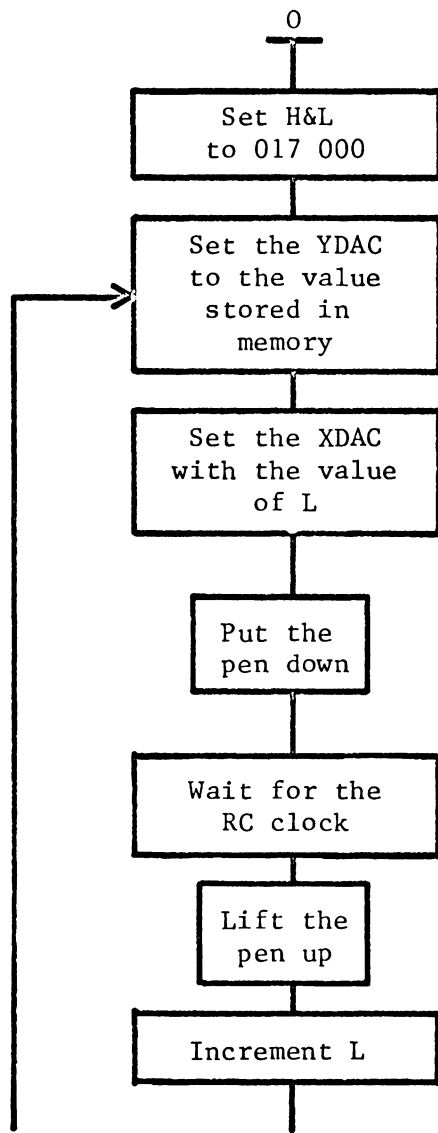 O
Set H&L
to 017 000
Set the YDAC
to the value
stored in
memory
Set the XDAC
with the value
of L
Put the
pen down
Wait for the
RC clock
Lift the
pen up
Increment L